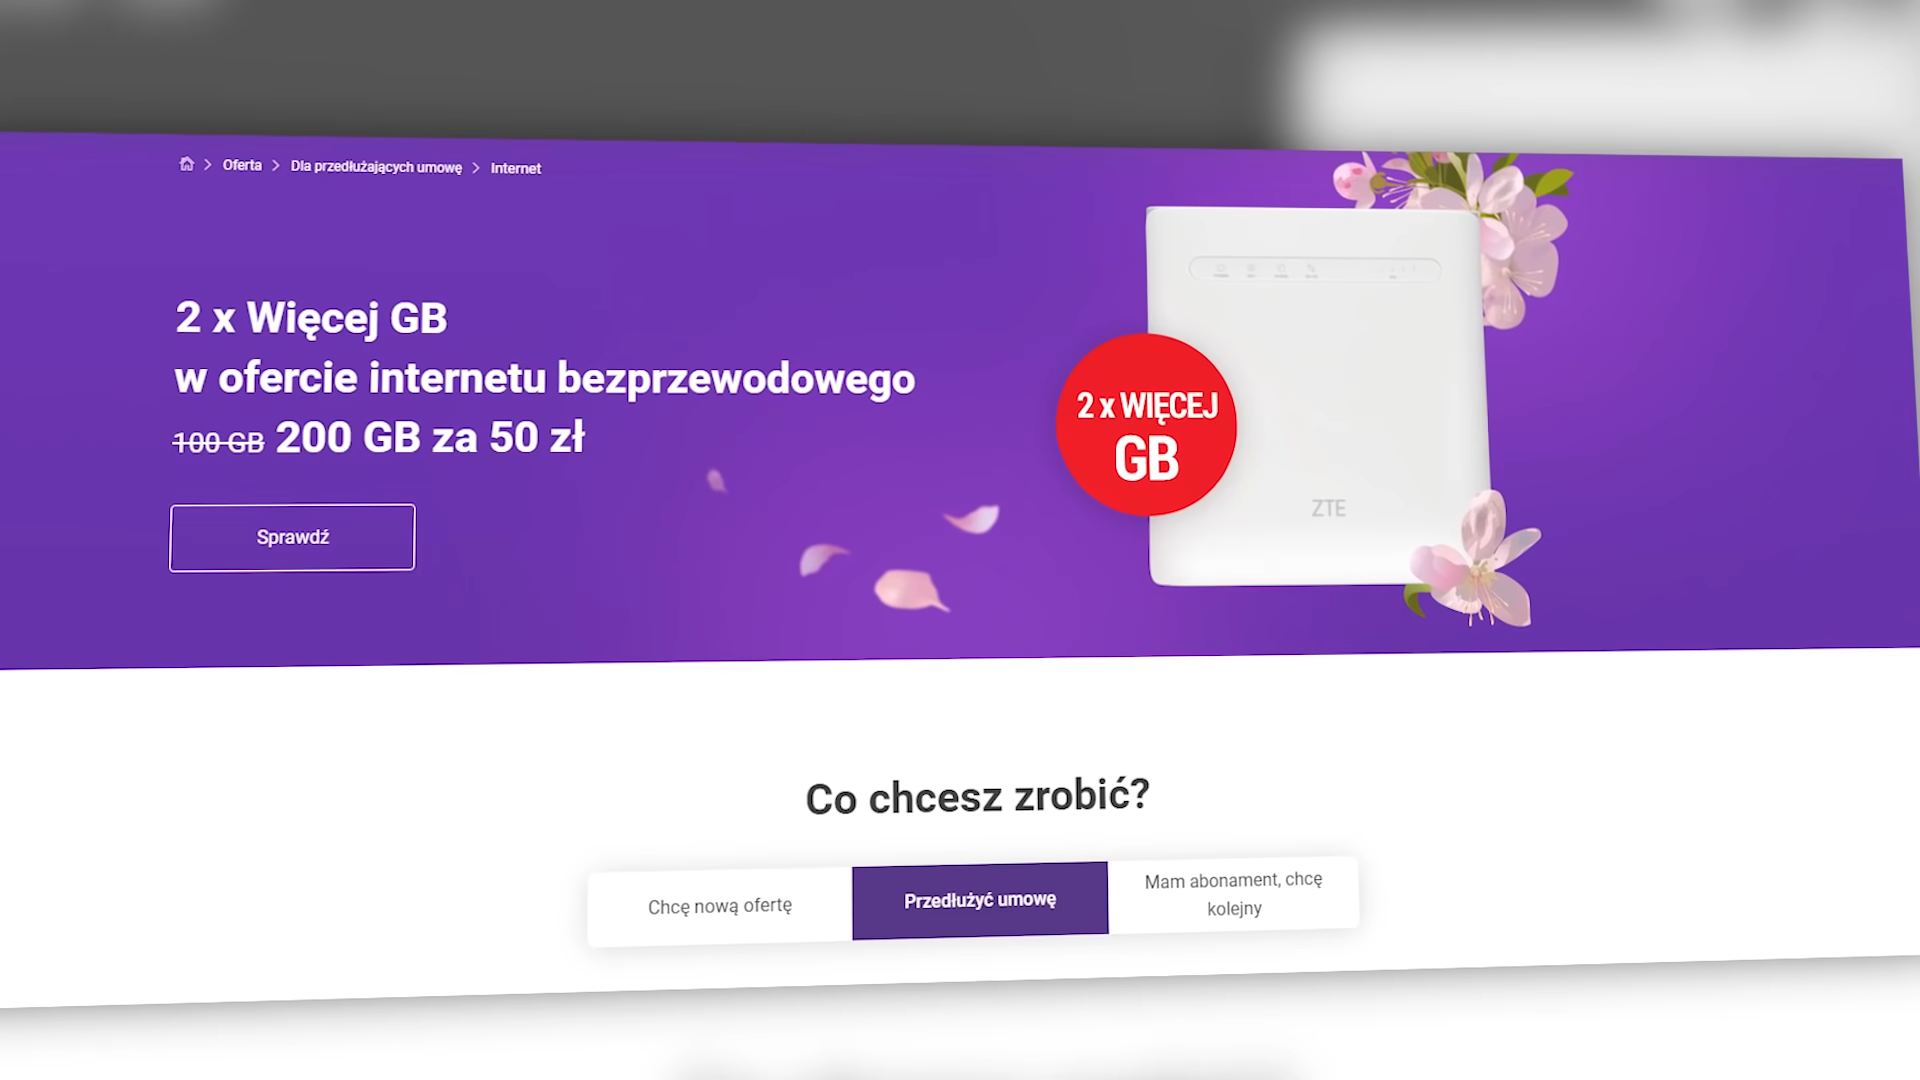 Oferta > Dla przedłużających umowę > Internet
2 x Więcej GB
w ofercie internetu bezprzewodowego
100 GB 200 GB za 50 zł
Sprawdź
2 x WIĘCEJ
GB
ZTE
Co chcesz zrobić?
Chcę nową ofertę
Przedłużyć umowę
Mam abonament, chcę
kolejny